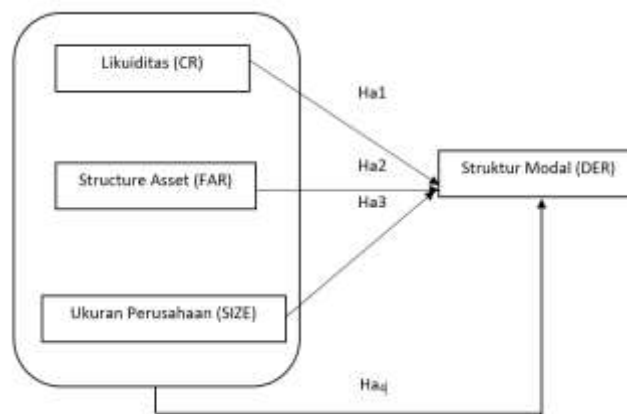 Likuiditas (CR)
Ha1
Ha2
Structure Asset (FAR)
Struktur Modal (DER)
Ha3
Ukuran Perusahaan (SIZE)
Ha4